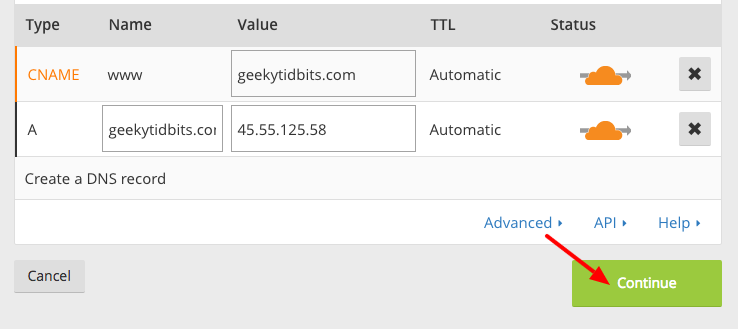 Type Name Value TTL Status
CNAME www geekytidbits.com Automatic
A geekytidbits.cor 45.55.125.58 Automatic
Create a DNS record
Advanced API Help
Cancel Continue